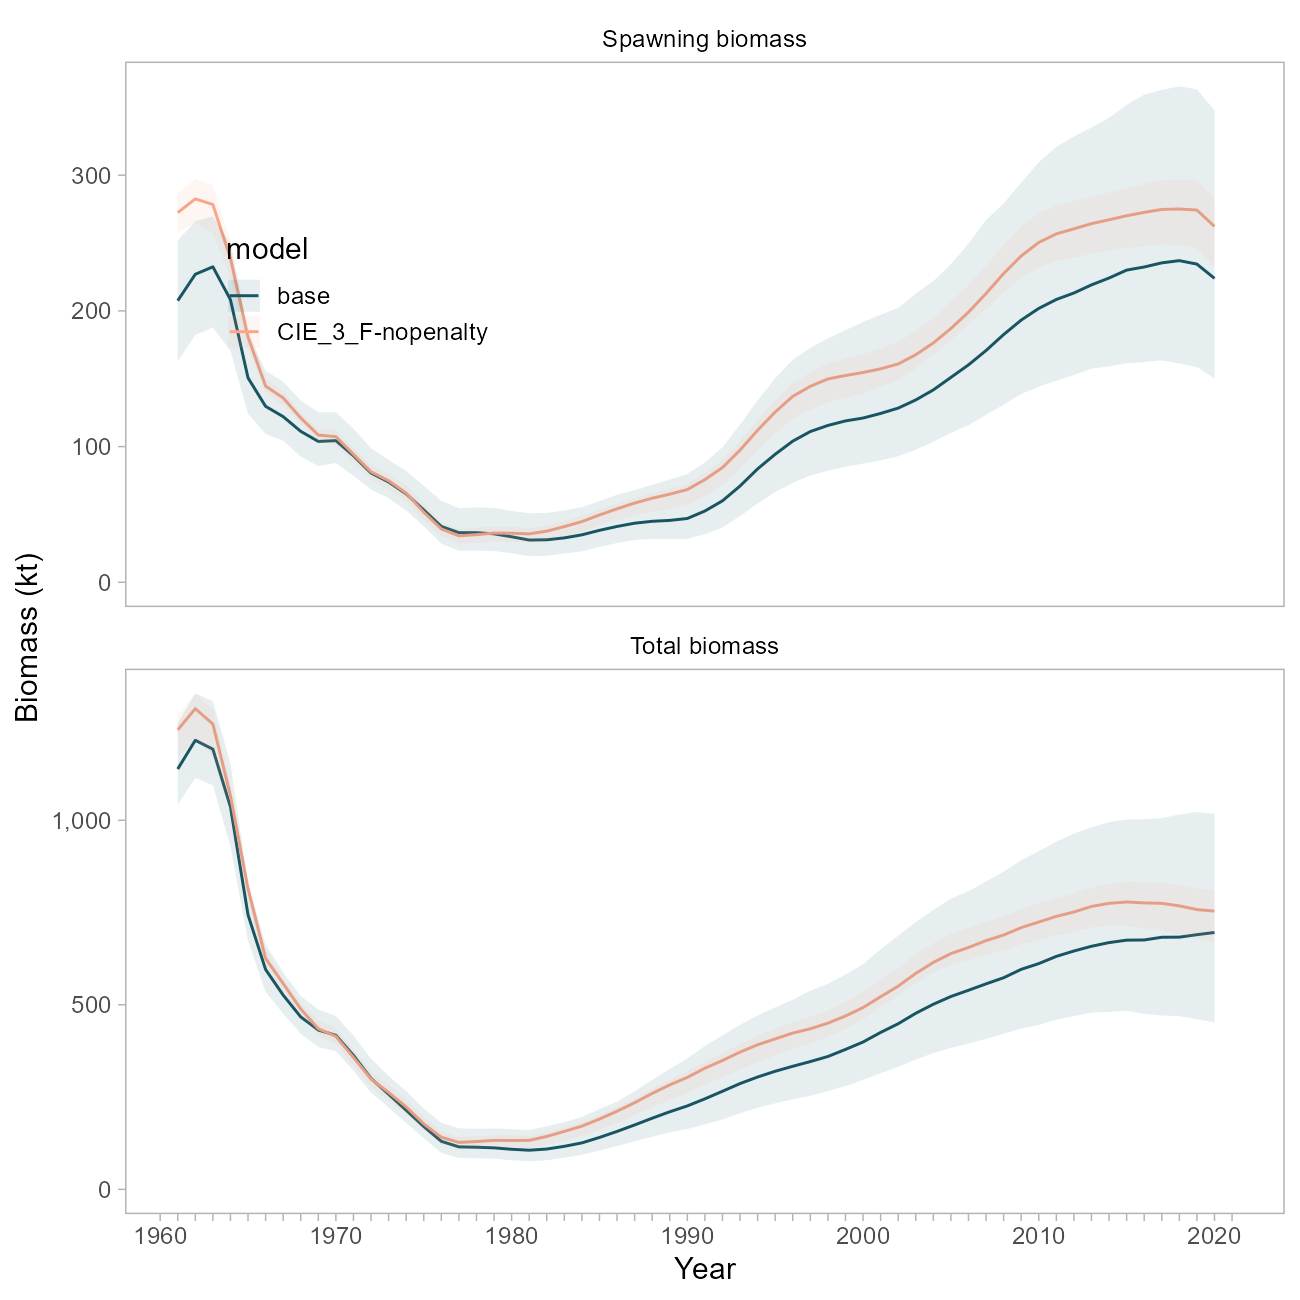 Spawning biomass
300
200
100
0
model
base
CIE_3_F-nopenalty
Biomass (kt)
Total biomass
1,000
500
0
1960 1970 1980 1990 2000 2010 2020
Year